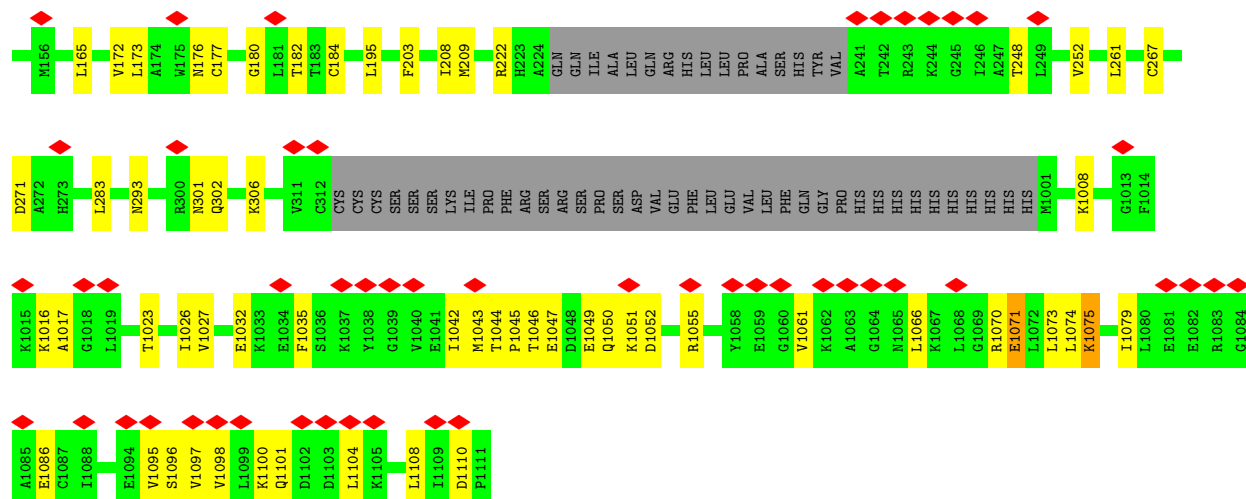 M156 L165 V172 L173 A174 W175 N176 C177 G180 L181 T182 T183 C184 L195 F203 I208 M209 R222 H223 A224 GLN GLN ILE ALA LEU GLN ARG HIS LEU LEU PRO ALA SER HIS TYR VAL A241 T242 R243 K244 G245 I246 A247 T248 L249 V252 L261 C267
D271 A272 H273 L283 N293 R300 N301 Q302 K306 V311 C312 CYS CYS CYS SER SER SER LYS ILE PRO PHE ARG SER ARG SER PRO SER ASP VAL GLU PHE LEU GLU VAL LEU PHE GLN GLY PRO HIS HIS HIS HIS HIS HIS HIS HIS HIS HIS M1001 K1008 G1013 F1014
K1015 K1016 A1017 G1018 L1019 T1023 I1026 V1027 E1032 K1033 E1034 F1035 S1036 K1037 Y1038 G1039 V1040 E1041 I1042 M1043 T1044 P1045 T1046 E1047 D1048 E1049 Q1050 K1051 D1052 R1055 Y1058 E1059 G1060 V1061 K1062 A1063 G1064 N1065 L1066 K1067 L1068 G1069 R1070 E1071 L1072 L1073 L1074 K1075 I1079 L1080 E1081 E1082 R1083 G1084
A1085 E1086 C1087 I1088 E1094 V1095 S1096 V1097 V1098 L1099 K1100 Q1101 D1102 D1103 L1104 K1105 L1108 I1109 D1110 P1111